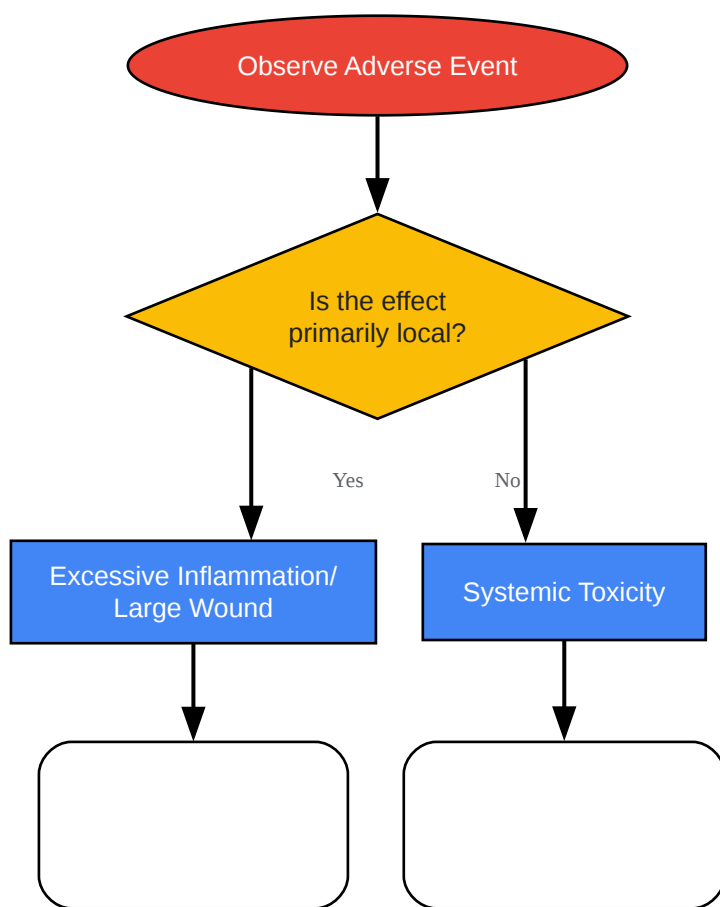 Observe Adverse Event
Is the effect
primarily local?
Yes
No
Excessive Inflammation/
Large Wound
Systemic Toxicity